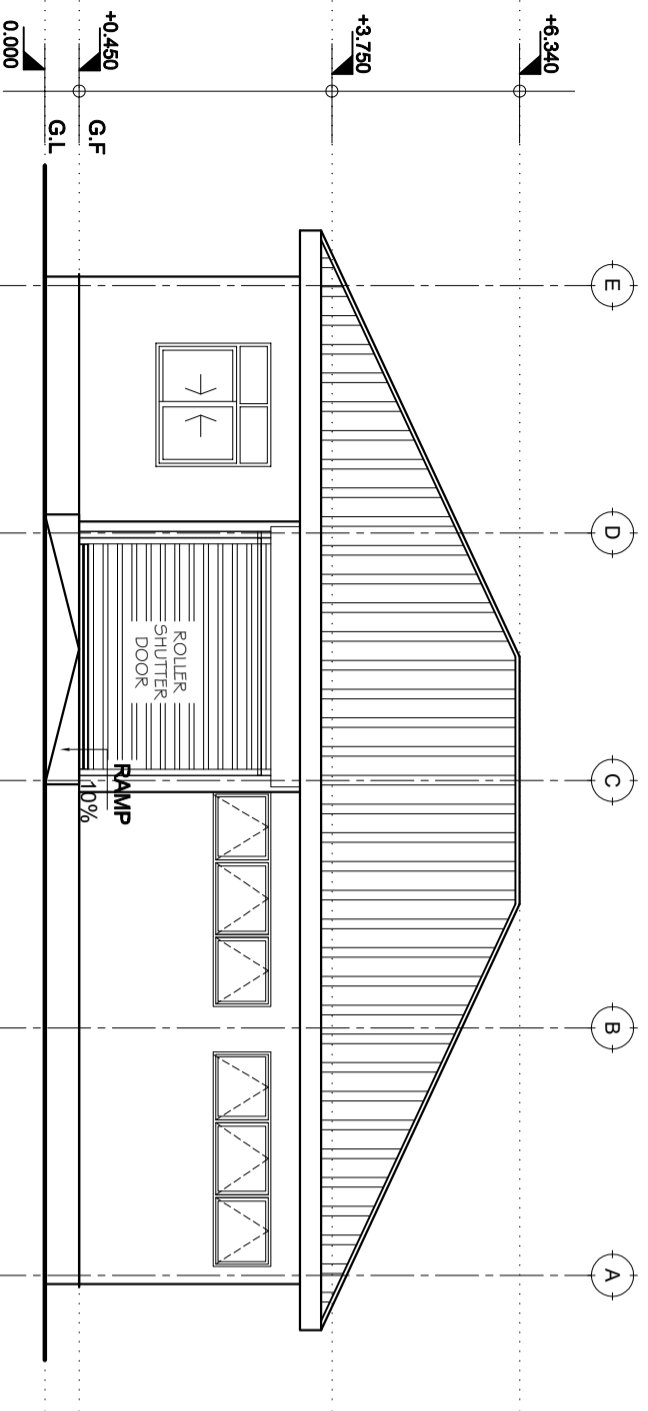 E
D
C
B
A
+6.340
+3.750
+0.450
G.F
0.000
G.L
ROLLER
SHUTTER
DOOR
RAMP
10%